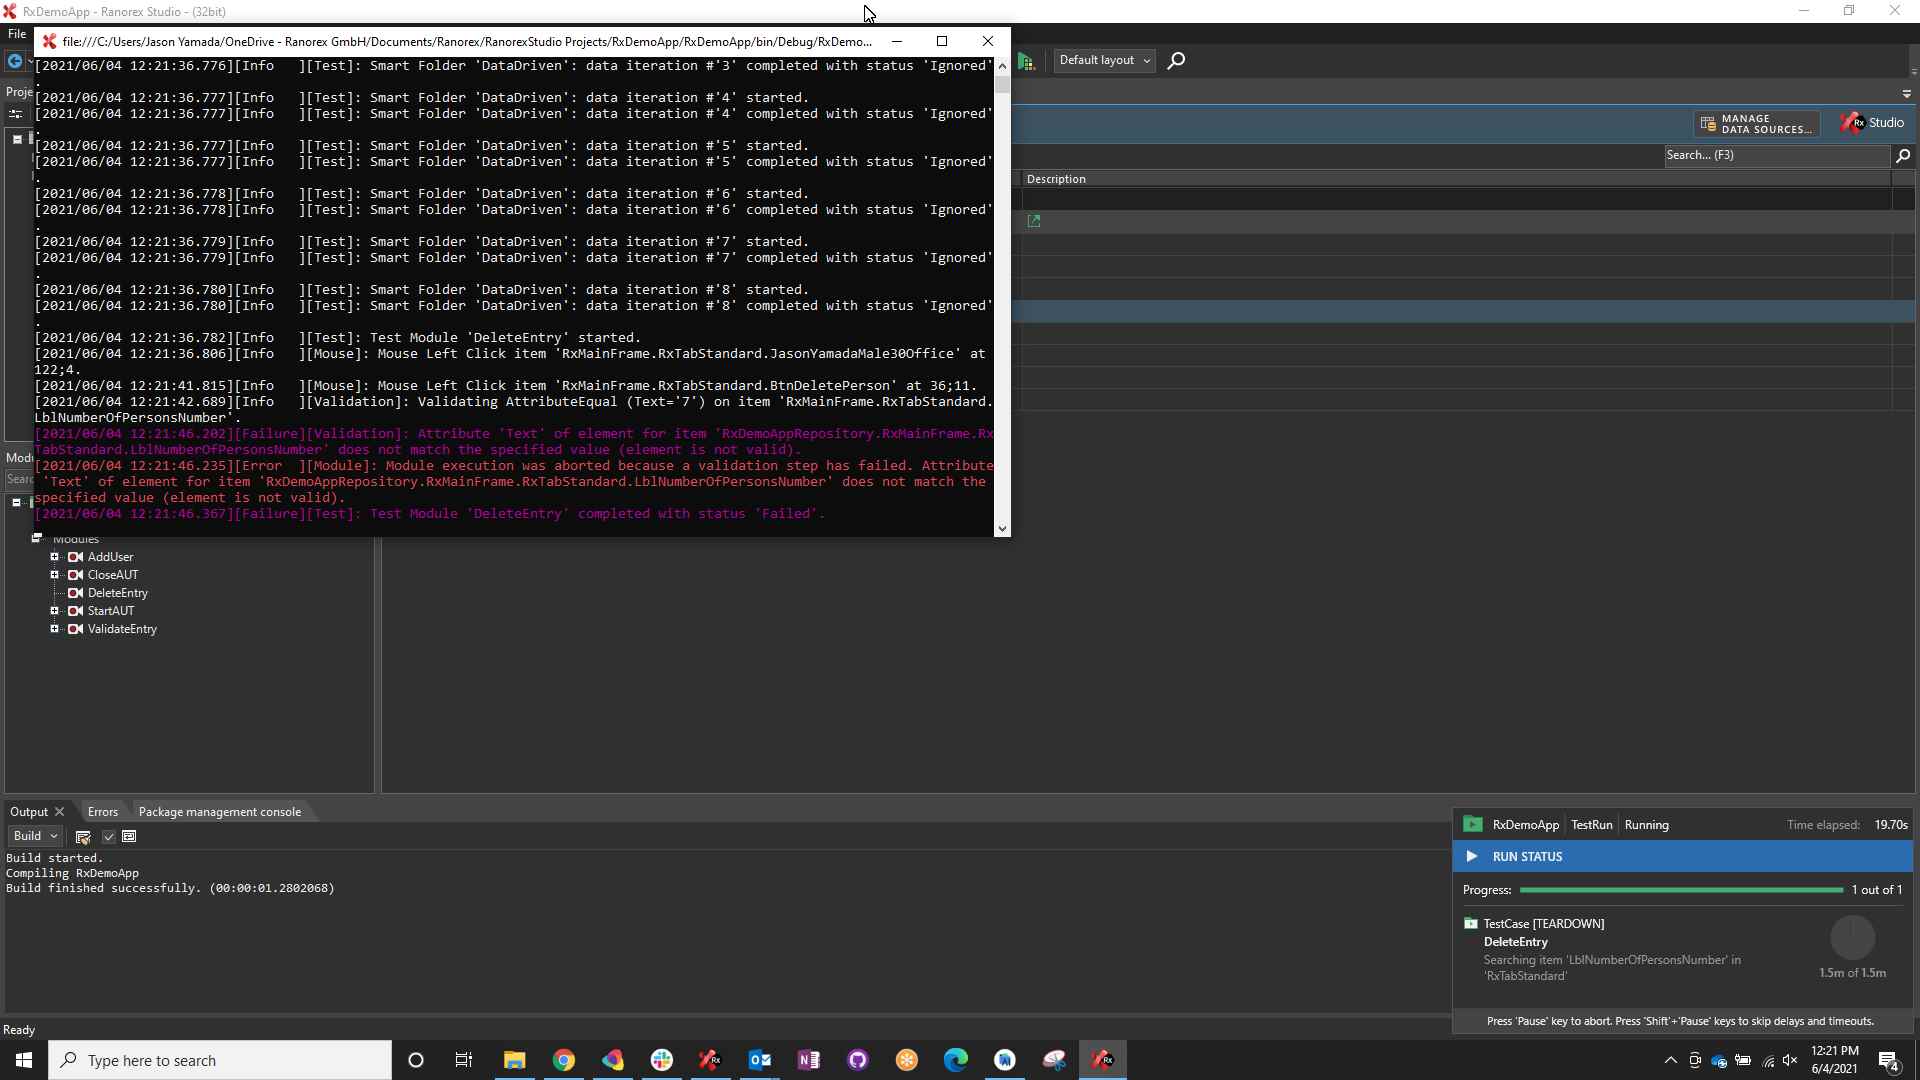 RxDemoApp - Ranorex Studio - (32bit)
File
file:///C:/Users/Jason Yamada/OneDrive - Ranorex GmbH/Documents/Ranorex/RanorexStudio Projects/RxDemoApp/RxDemoApp/bin/Debug/RxDemo...
Default layout
[2021/06/04 12:21:36.776][Info   ][Test]: Smart Folder 'DataDriven': data iteration #'3' completed with status 'Ignored'
.
[2021/06/04 12:21:36.777][Info   ][Test]: Smart Folder 'DataDriven': data iteration #'4' started.
[2021/06/04 12:21:36.777][Info   ][Test]: Smart Folder 'DataDriven': data iteration #'4' completed with status 'Ignored'
.
[2021/06/04 12:21:36.777][Info   ][Test]: Smart Folder 'DataDriven': data iteration #'5' started.
[2021/06/04 12:21:36.777][Info   ][Test]: Smart Folder 'DataDriven': data iteration #'5' completed with status 'Ignored'
.
[2021/06/04 12:21:36.778][Info   ][Test]: Smart Folder 'DataDriven': data iteration #'6' started.
[2021/06/04 12:21:36.778][Info   ][Test]: Smart Folder 'DataDriven': data iteration #'6' completed with status 'Ignored'
.
[2021/06/04 12:21:36.779][Info   ][Test]: Smart Folder 'DataDriven': data iteration #'7' started.
[2021/06/04 12:21:36.779][Info   ][Test]: Smart Folder 'DataDriven': data iteration #'7' completed with status 'Ignored'
.
[2021/06/04 12:21:36.780][Info   ][Test]: Smart Folder 'DataDriven': data iteration #'8' started.
[2021/06/04 12:21:36.780][Info   ][Test]: Smart Folder 'DataDriven': data iteration #'8' completed with status 'Ignored'
.
[2021/06/04 12:21:36.782][Info   ][Test]: Test Module 'DeleteEntry' started.
[2021/06/04 12:21:36.806][Info   ][Mouse]: Mouse Left Click item 'RxMainFrame.RxTabStandard.JasonYamadaMale30Office' at
122;4.
[2021/06/04 12:21:41.815][Info   ][Mouse]: Mouse Left Click item 'RxMainFrame.RxTabStandard.BtnDeletePerson' at 36;11.
[2021/06/04 12:21:42.689][Info   ][Validation]: Validating AttributeEqual (Text='7') on item 'RxMainFrame.RxTabStandard.
LblNumberOfPersonsNumber'.
[2021/06/04 12:21:46.202][Failure][Validation]: Attribute 'Text' of element for item 'RxDemoAppRepository.RxMainFrame.Rx
TabStandard.LblNumberOfPersonsNumber' does not match the specified value (element is not valid).
[2021/06/04 12:21:46.235][Error  ][Module]: Module execution was aborted because a validation step has failed. Attribute
'Text' of element for item 'RxDemoAppRepository.RxMainFrame.RxTabStandard.LblNumberOfPersonsNumber' does not match the
specified value (element is not valid).
[2021/06/04 12:21:46.367][Failure][Test]: Test Module 'DeleteEntry' completed with status 'Failed'.
Proje
MANAGE
DATA SOURCES...
Rx Studio
Search... (F3)
Description
Modu
Searc
Modules
AddUser
CloseAUT
DeleteEntry
StartAUT
ValidateEntry
Output
Errors
Package management console
Build
Build started.
Compiling RxDemoApp
Build finished successfully. (00:00:01.2802068)
RxDemoApp
TestRun
Running
Time elapsed: 19.70s
RUN STATUS
Progress:
1 out of 1
TestCase [TEARDOWN]
DeleteEntry
Searching item 'LblNumberOfPersonsNumber' in
'RxTabStandard'
1.5m of 1.5m
Press 'Pause' key to abort. Press 'Shift'+'Pause' keys to skip delays and timeouts.
Ready
Type here to search
12:21 PM
6/4/2021
4